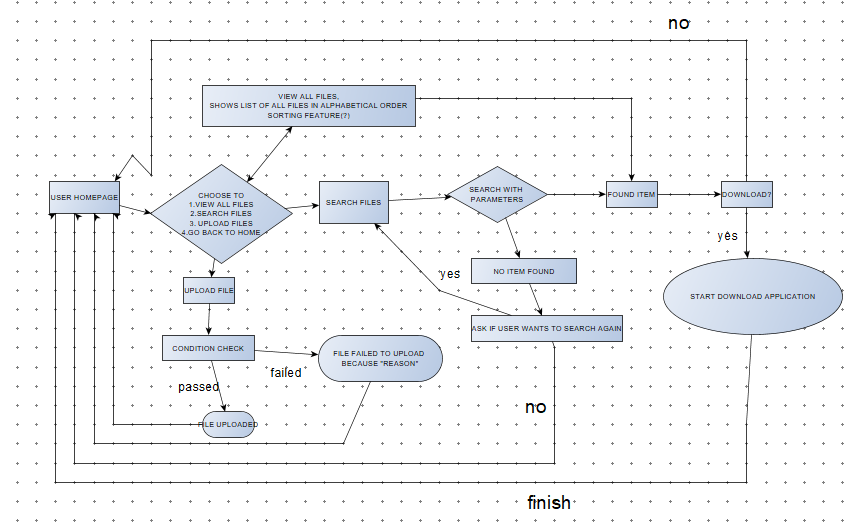 no
VIEW ALL FILES,
SHOWS LIST OF ALL FILES IN ALPHABETICAL ORDER
SORTING FEATURE(?)
USER HOMEPAGE
CHOOSE TO
1.VIEW ALL FILES
2.SEARCH FILES
3. UPLOAD FILES
4.GO BACK TO HOME
SEARCH FILES
SEARCH WITH
PARAMETERS
FOUND ITEM
DOWNLOAD?
yes
NO ITEM FOUND
yes
UPLOAD FILE
START DOWNLOAD APPLICATION
ASK IF USER WANTS TO SEARCH AGAIN
CONDITION CHECK
FILE FAILED TO UPLOAD
BECAUSE "REASON"
failed
passed
no
FILE UPLOADED
finish